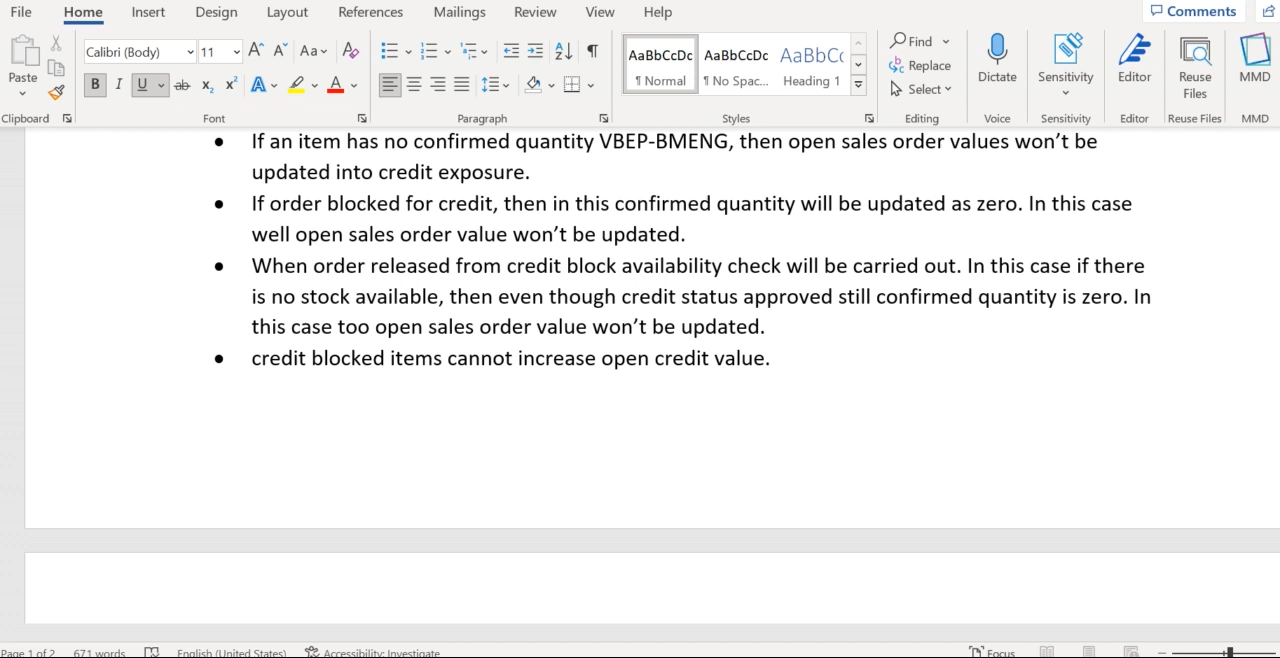 File Home Insert Design Layout References Mailings Review View Help Comments
Calibri (Body) 11 A^ Aˇ Aa A AaBbCcDc AaBbCcDc AaBbCc Find
Paste B I U ab x₂ x² A A ¶ Normal ¶ No Spac... Heading 1 Replace Select Dictate Sensitivity Editor Reuse Files MMD
Clipboard Font Paragraph Styles Editing Voice Sensitivity Editor Reuse Files MMD
• If an item has no confirmed quantity VBEP-BMENG, then open sales order values won’t be
updated into credit exposure.
• If order blocked for credit, then in this confirmed quantity will be updated as zero. In this case
well open sales order value won’t be updated.
• When order released from credit block availability check will be carried out. In this case if there
is no stock available, then even though credit status approved still confirmed quantity is zero. In
this case too open sales order value won’t be updated.
• credit blocked items cannot increase open credit value.
Page 1 of 2 671 words English (United States) Accessibility: Investigate Focus